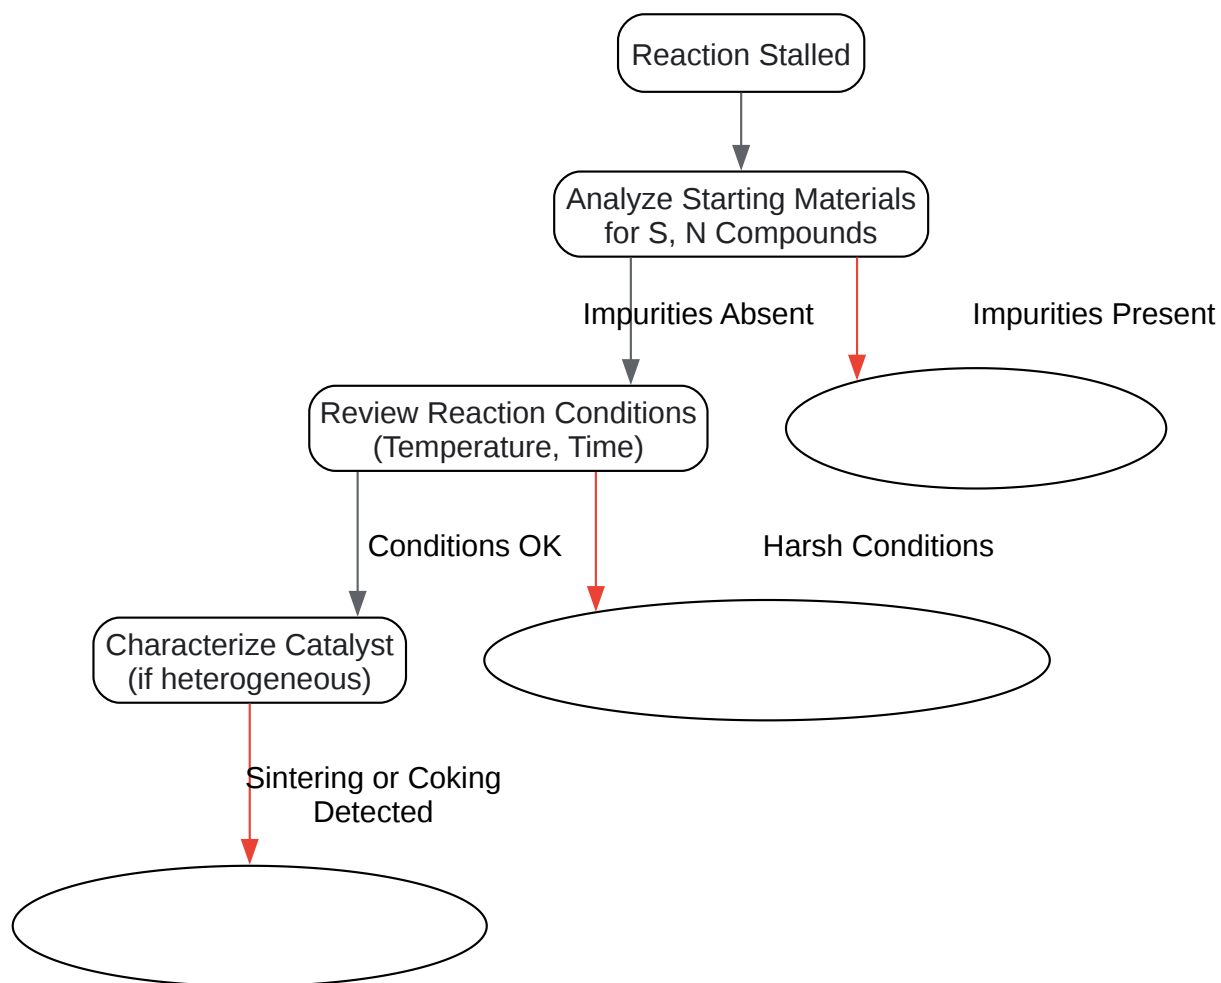 Reaction Stalled
Analyze Starting Materials
for S, N Compounds
Impurities Absent
Impurities Present
Review Reaction Conditions
(Temperature, Time)
Conditions OK
Harsh Conditions
Characterize Catalyst
(if heterogeneous)
Sintering or Coking
Detected